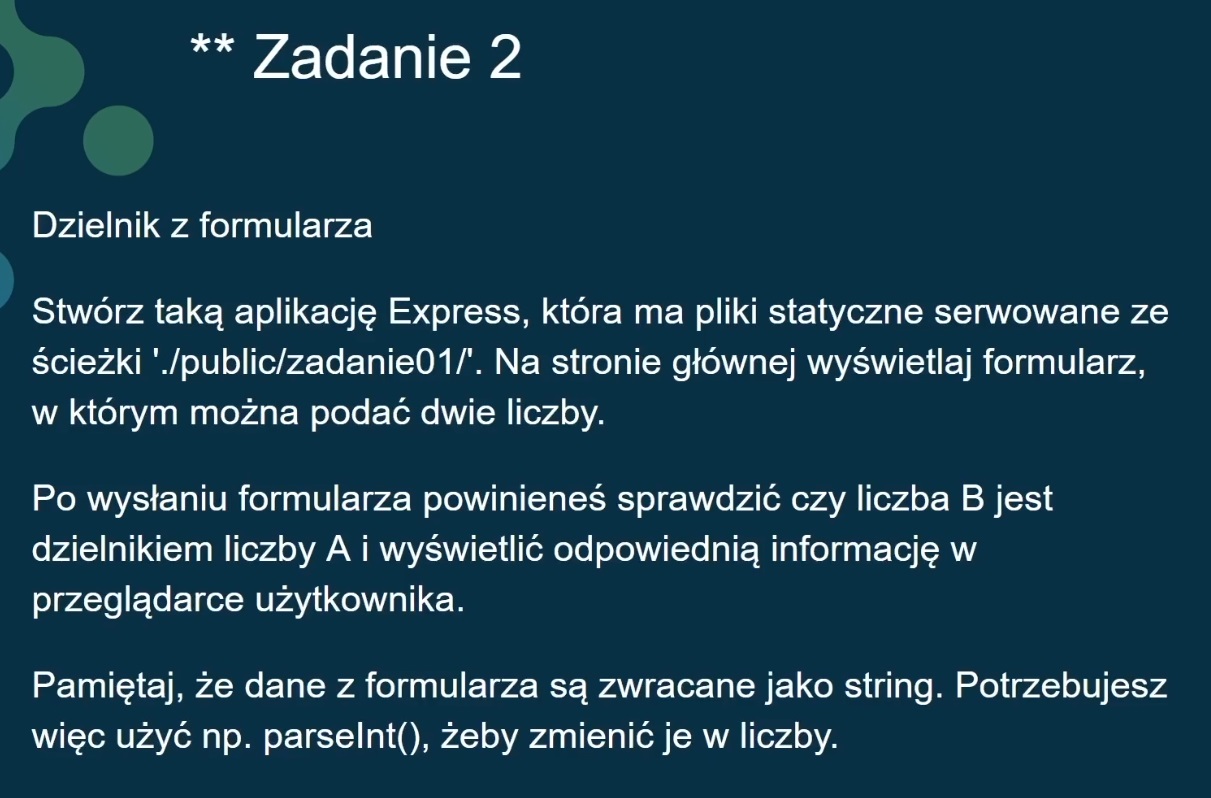 ** Zadanie 2
Dzielnik z formularza
Stwórz taką aplikację Express, która ma pliki statyczne serwowane ze
ścieżki './public/zadanie01/'. Na stronie głównej wyświetlaj formularz,
w którym można podać dwie liczby.
Po wysłaniu formularza powinieneś sprawdzić czy liczba B jest
dzielnikiem liczby A i wyświetlić odpowiednią informację w
przeglądarce użytkownika.
Pamiętaj, że dane z formularza są zwracane jako string. Potrzebujesz
więc użyć np. parseInt(), żeby zmienić je w liczby.